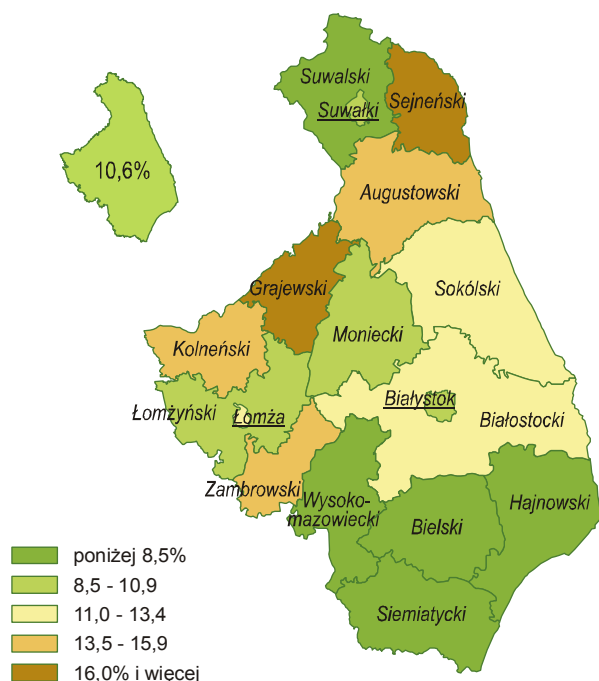 Suwalski
Suwałki
Sejneński
10,6%
Augustowski
Grajewski
Sokólski
Moniecki
Kolneński
Łomżyński
Łomża
Białystok
Białostocki
Zambrowski
Wysoko-
mazowiecki
Bielski
Hajnowski
Siemiatycki
poniżej 8,5%
8,5 - 10,9
11,0 - 13,4
13,5 - 15,9
16,0% i więcej